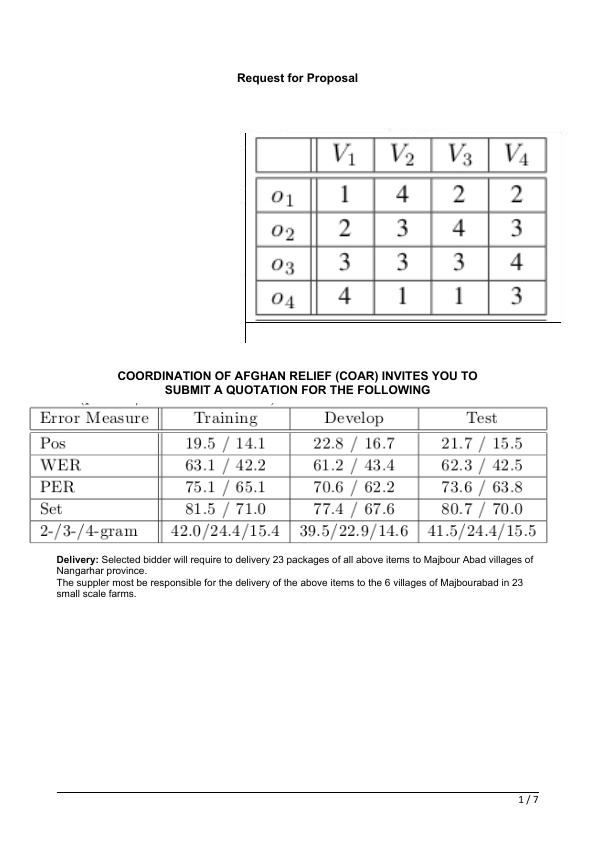 Request for Proposal
V1 V2 V3 V4
o1 1 4 2 2
o2 2 3 4 3
o3 3 3 3 4
o4 4 1 1 3
COORDINATION OF AFGHAN RELIEF (COAR) INVITES YOU TO
SUBMIT A QUOTATION FOR THE FOLLOWING
Error Measure Training Develop Test
Pos 19.5 / 14.1 22.8 / 16.7 21.7 / 15.5
WER 63.1 / 42.2 61.2 / 43.4 62.3 / 42.5
PER 75.1 / 65.1 70.6 / 62.2 73.6 / 63.8
Set 81.5 / 71.0 77.4 / 67.6 80.7 / 70.0
2-/3-/4-gram 42.0/24.4/15.4 39.5/22.9/14.6 41.5/24.4/15.5
Delivery: Selected bidder will require to delivery 23 packages of all above items to Majbour Abad villages of
Nangarhar province.
The suppler most be responsible for the delivery of the above items to the 6 villages of Majbourabad in 23
small scale farms.
1 / 7